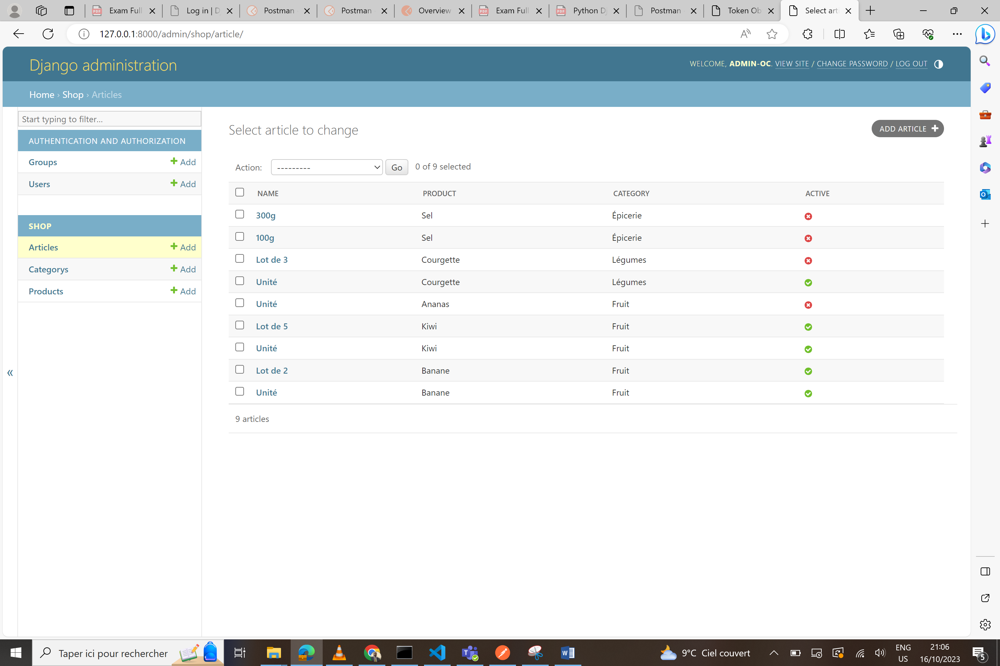 Exam Full
Log in | D
Postman
Postman
Overview
Exam Full
Python Dj
Postman
Token Ob
Select arti
127.0.0.1:8000/admin/shop/article/
Django administration
WELCOME, ADMIN-OC. VIEW SITE / CHANGE PASSWORD / LOG OUT
Home › Shop › Articles
Start typing to filter...
AUTHENTICATION AND AUTHORIZATION
Groups Add
Users Add
SHOP
Articles Add
Categorys Add
Products Add
«
Select article to change
ADD ARTICLE
Action: --------- Go 0 of 9 selected
NAME PRODUCT CATEGORY ACTIVE
300g Sel Épicerie
100g Sel Épicerie
Lot de 3 Courgette Légumes
Unité Courgette Légumes
Unité Ananas Fruit
Lot de 5 Kiwi Fruit
Unité Kiwi Fruit
Lot de 2 Banane Fruit
Unité Banane Fruit
9 articles
Taper ici pour rechercher
9°C Ciel couvert
ENG
US
21:06
16/10/2023
5